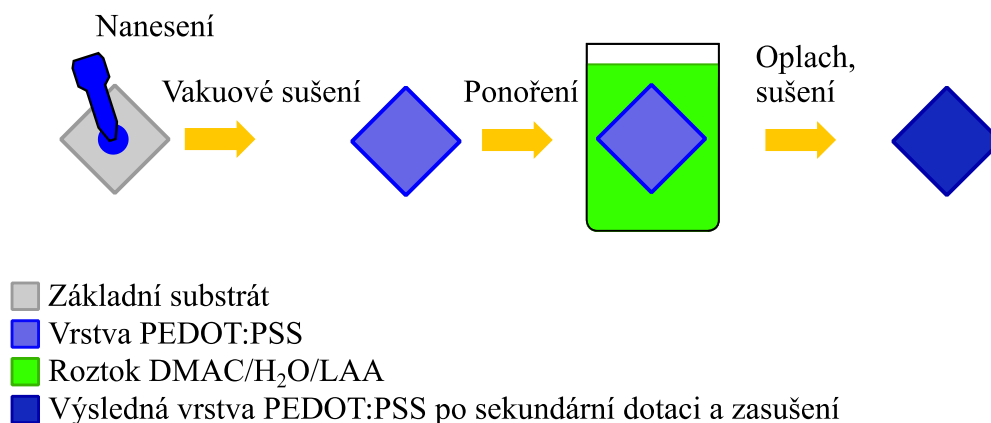 Nanesení
Vakuové sušení
Ponoření
Oplach,
sušení
Základní substrát
Vrstva PEDOT:PSS
Roztok DMAC/H₂O/LAA
Výsledná vrstva PEDOT:PSS po sekundární dotaci a zasušení